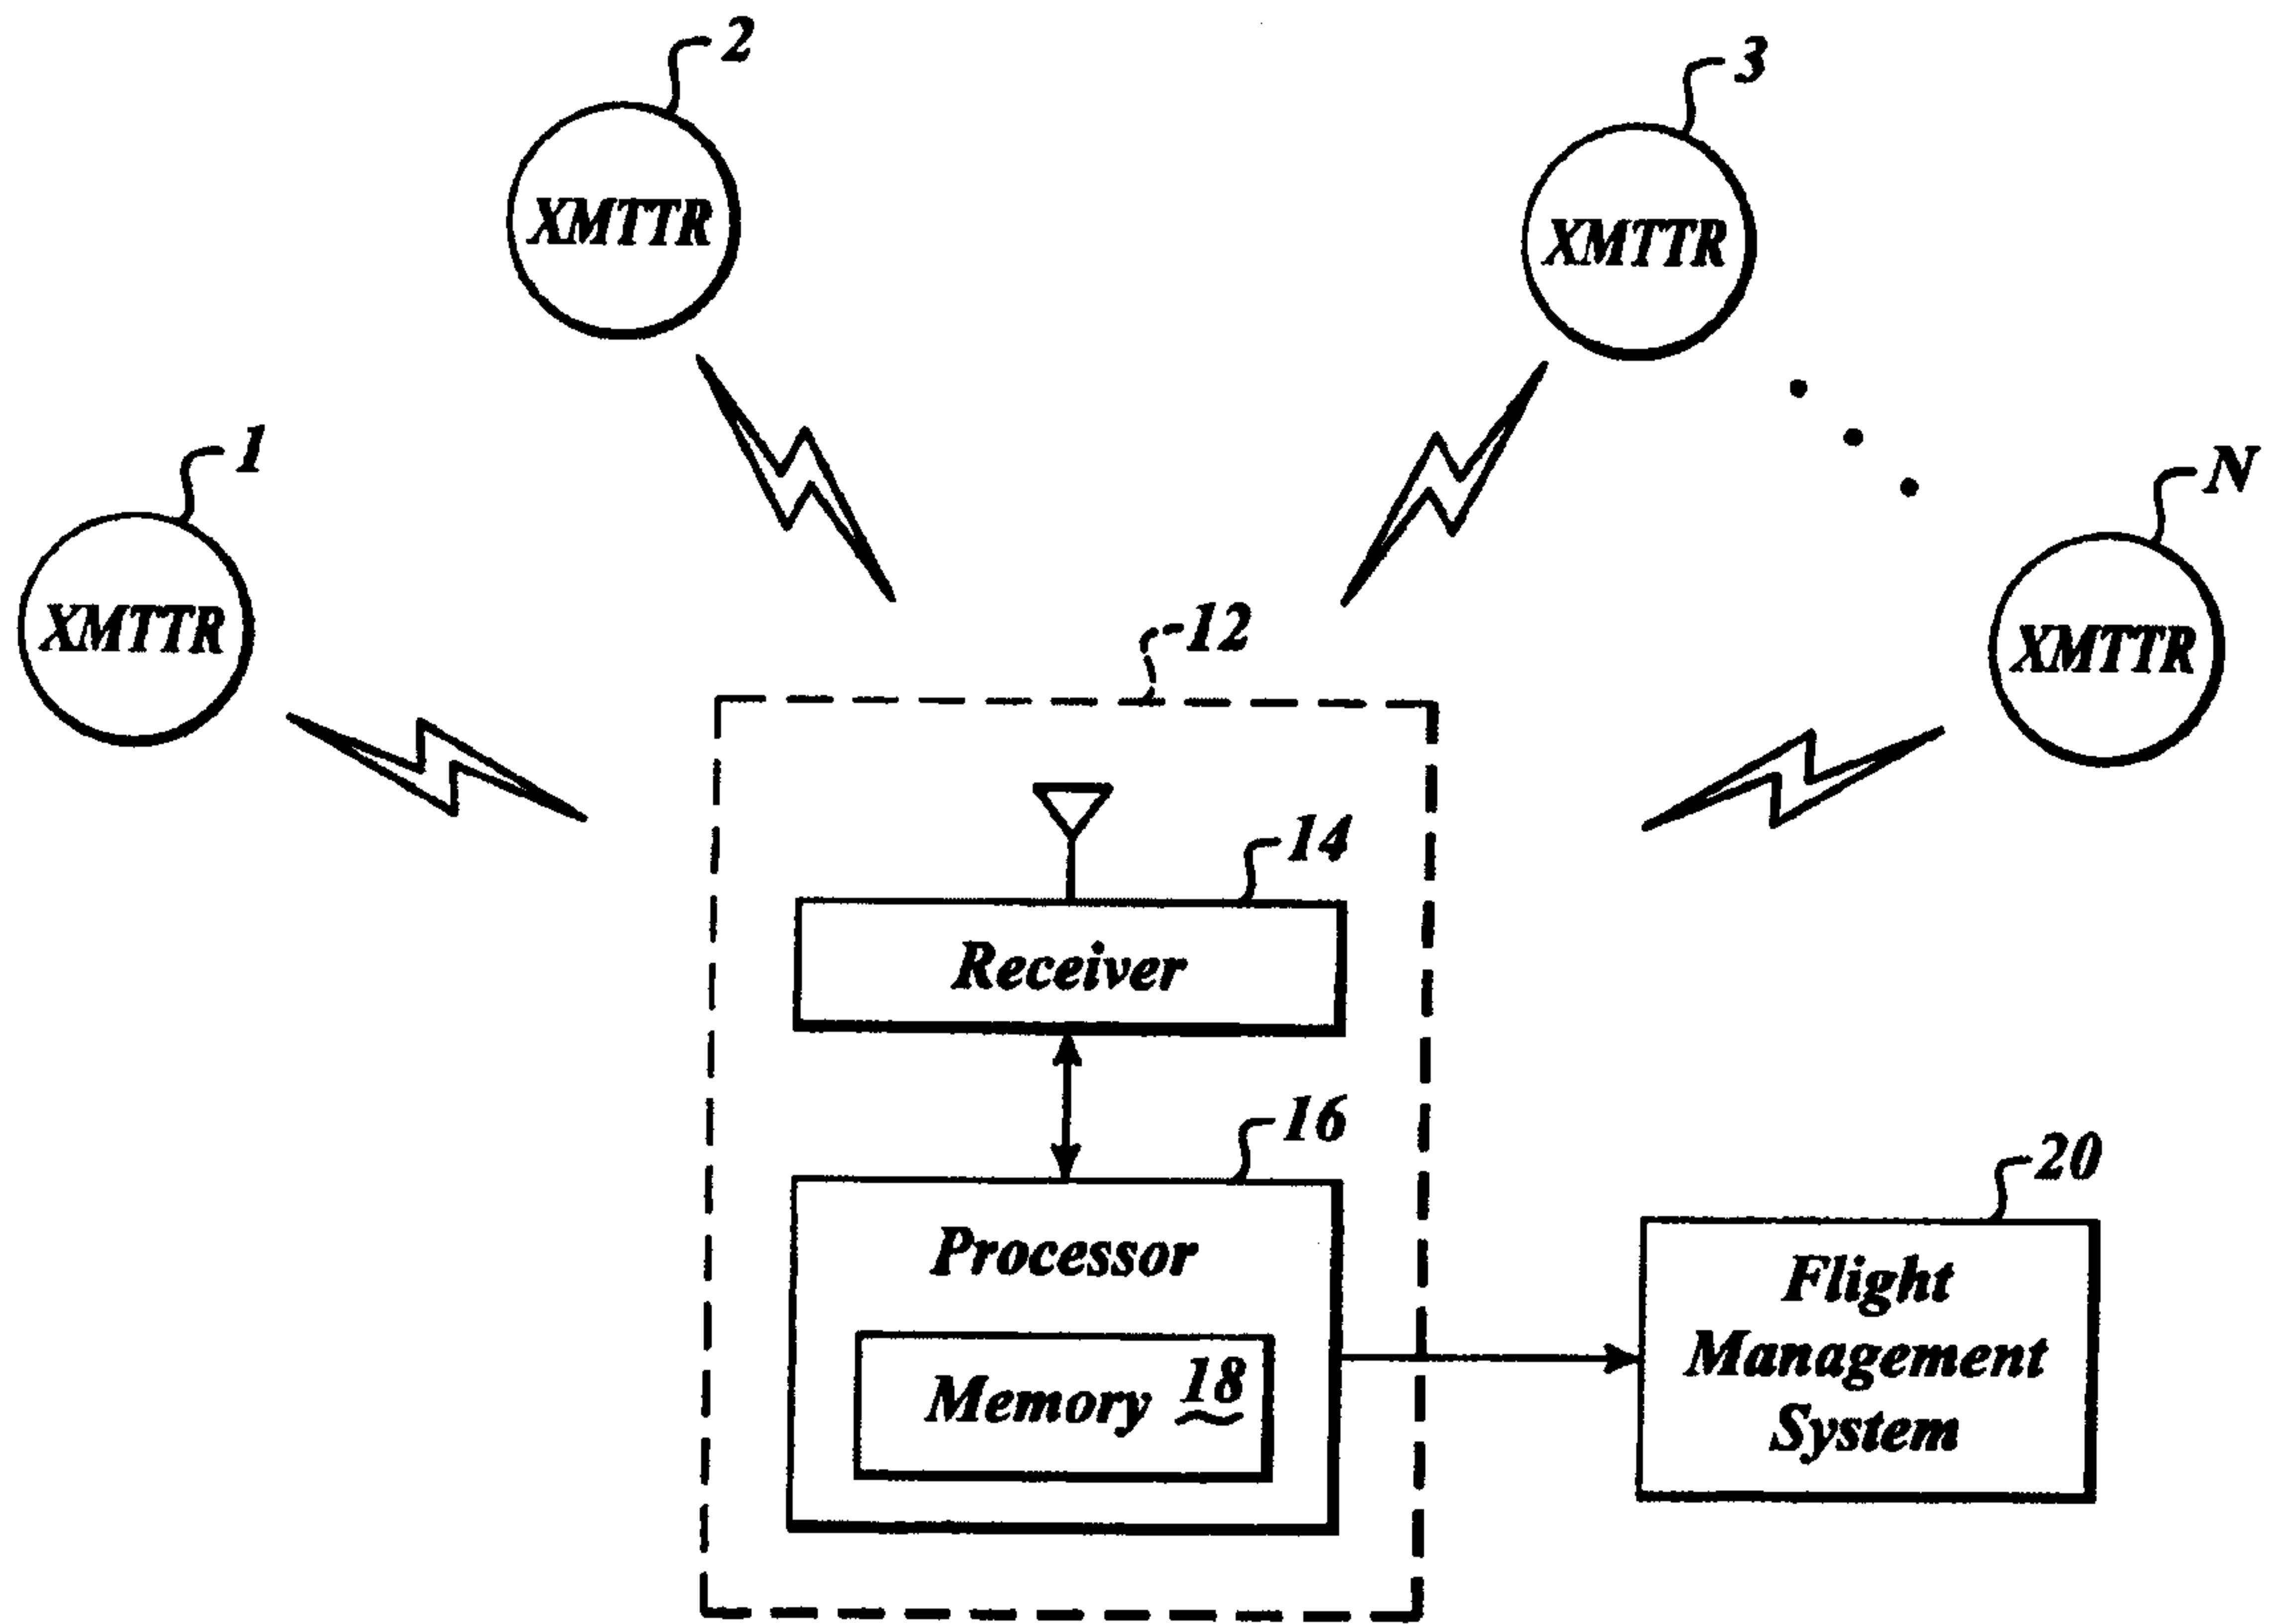 2
3
XMTTR
XMTTR
1
N
XMTTR
XMTTR
12
14
Receiver
16
Processor
Memory 18
20
Flight
Management
System